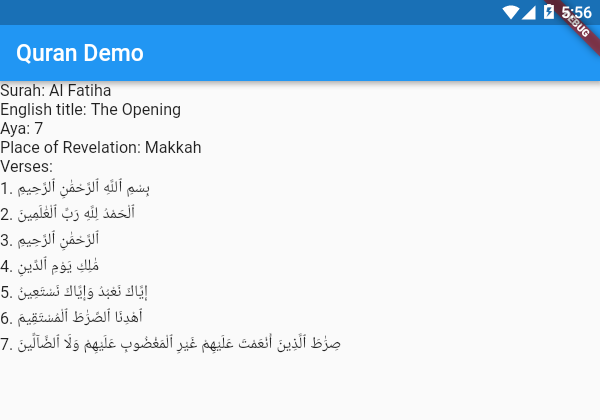 5:56
DEBUG
Quran Demo
Surah: Al Fatiha
English title: The Opening
Aya: 7
Place of Revelation: Makkah
Verses:
1. بِسْمِ ٱللَّهِ ٱلرَّحْمَٰنِ ٱلرَّحِيمِ
2. ٱلْحَمْدُ لِلَّهِ رَبِّ ٱلْعَٰلَمِينَ
3. ٱلرَّحْمَٰنِ ٱلرَّحِيمِ
4. مَٰلِكِ يَوْمِ ٱلدِّينِ
5. إِيَّاكَ نَعْبُدُ وَإِيَّاكَ نَسْتَعِينُ
6. ٱهْدِنَا ٱلصِّرَٰطَ ٱلْمُسْتَقِيمَ
7. صِرَٰطَ ٱلَّذِينَ أَنْعَمْتَ عَلَيْهِمْ غَيْرِ ٱلْمَغْضُوبِ عَلَيْهِمْ وَلَا ٱلضَّآلِّينَ